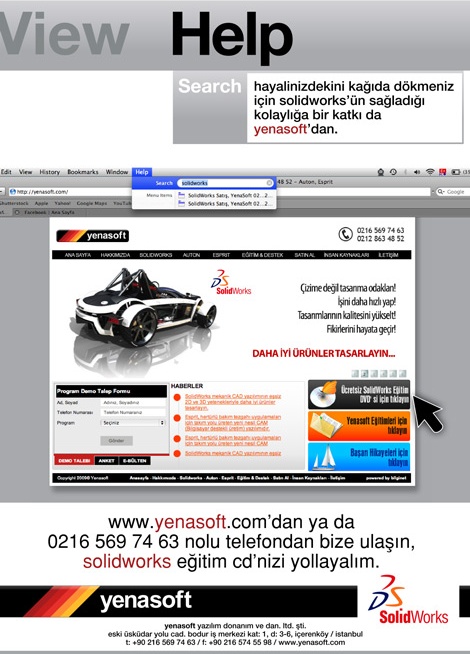 View Help
Search
hayalinizdekini kağıda dökmeniz
için solidworks'ün sağladığı
kolaylığa bir katkı da
yenasoft'dan.
Edit View History Bookmarks Window Help
Search solidworks
Menu Items SolidWorks Satış, YenaSoft 02...2...
SolidWorks Satış, YenaSoft 02...2...
48 52 - Auton, Esprit
http://yenasoft.com/
Google
Shutterstock Apple Yahoo! Google Maps YouTub
Facebook | Ana Sayfa
yenasoft
0216 569 74 63
0212 863 48 52
ANA SAYFA HAKKIMIZDA SOLIDWORKS AUTON ESPRIT EĞİTİM & DESTEK SATIN AL İNSAN KAYNAKLARI İLETİŞİM
SolidWorks
Çizime değil tasarıma odaklan!
İşini daha hızlı yap!
Tasarımlarının kalitesini yükselt!
Fikirlerini hayata geçir!
DAHA İYİ ÜRÜNLER TASARLAYIN...
Program Demo Talep Formu
Ad, Soyad Adınız, Soyadınız
Telefon Numarası Telefon Numaranız
Program Seçiniz
Gönder
DEMO TALEBİ ANKET E-BÜLTEN
HABERLER
SolidWorks mekanik CAD yazılımının eşsiz
2D ve 3D yetenekleriyle daha iyi ürünler
tasarlayın.
Esprit, hertürlü bakım tezgahı uygulamaları
için takım yolu üreten yeni nesil CAM
(Bilgisayar destekli üretim) yazılımıdır.
Esprit, hertürlü bakım tezgahı uygulamaları
için takım yolu üreten yeni nesil CAM
SolidWorks mekanik CAD yazılımının eşsiz
Ücretsiz SolidWorks Eğitim
DVD'si için tıklayın
Yenasoft Eğitimleri için
tıklayın
Başarı Hikayeleri için
tıklayın
Copyright 2009® Yenasoft
Anasayfa - Hakkımızda - Solidworks - Auton - Esprit - Eğitim & Destek - Satın Al - İnsan Kaynakları - İletişim
powered by bilginet
www.yenasoft.com'dan ya da
0216 569 74 63 nolu telefondan bize ulaşın,
solidworks eğitim cd'nizi yollayalım.
yenasoft
SolidWorks
yenasoft yazılım donanım ve dan. ltd. şti.
eski üsküdar yolu cad. bodur iş merkezi kat: 1, d: 3-6, içerenköy / istanbul
t: +90 216 569 74 63 / f: +90 216 574 55 98 / www.yenasoft.com